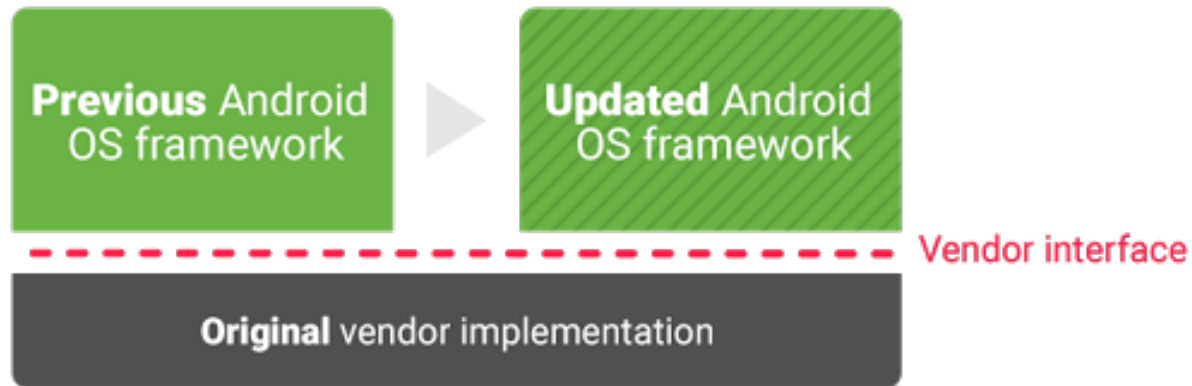 Previous Android
OS framework
Updated Android
OS framework
Vendor interface
Original vendor implementation